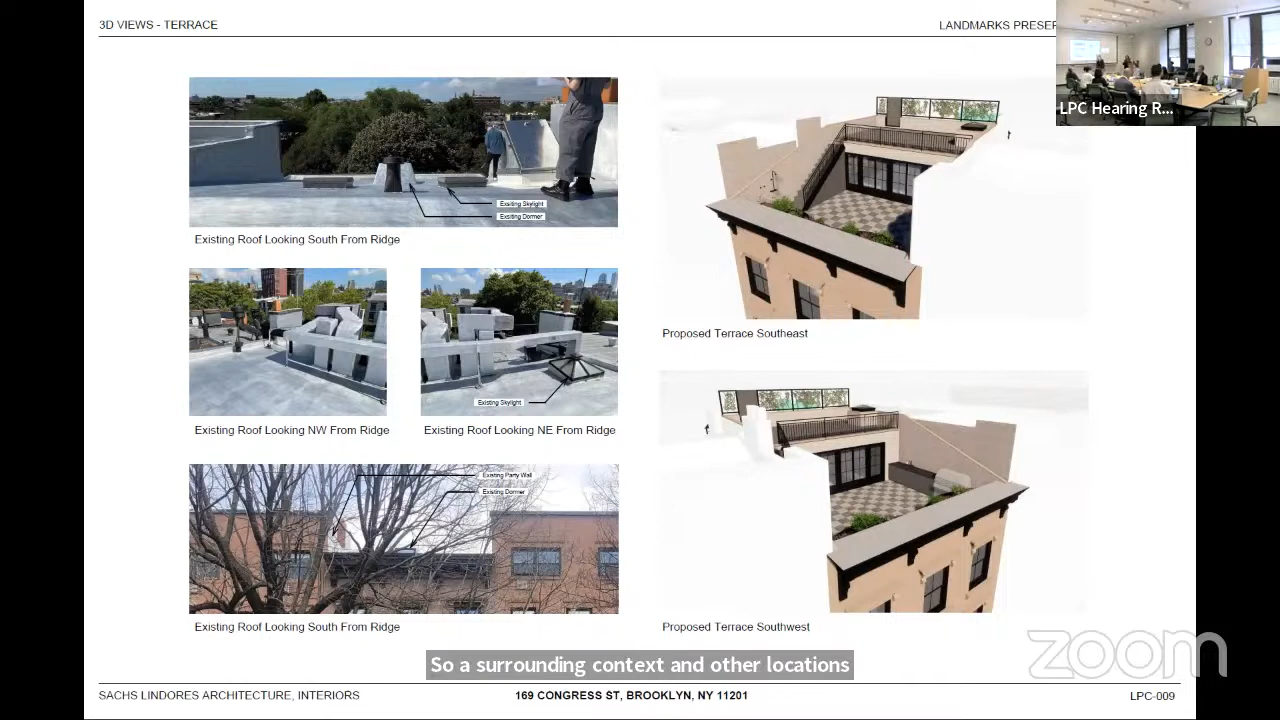 3D VIEWS - TERRACE
LANDMARKS PRESER
LPC Hearing R...
Existing Skylight
Existing Dormer
Existing Roof Looking South From Ridge
Proposed Terrace Southeast
Existing Skylight
Existing Roof Looking NW From Ridge
Existing Roof Looking NE From Ridge
Existing Party Wall
Existing Dormer
Existing Roof Looking South From Ridge
Proposed Terrace Southwest
zoom
So a surrounding context and other locations
SACHS LINDORES ARCHITECTURE, INTERIORS
169 CONGRESS ST, BROOKLYN, NY 11201
LPC-009